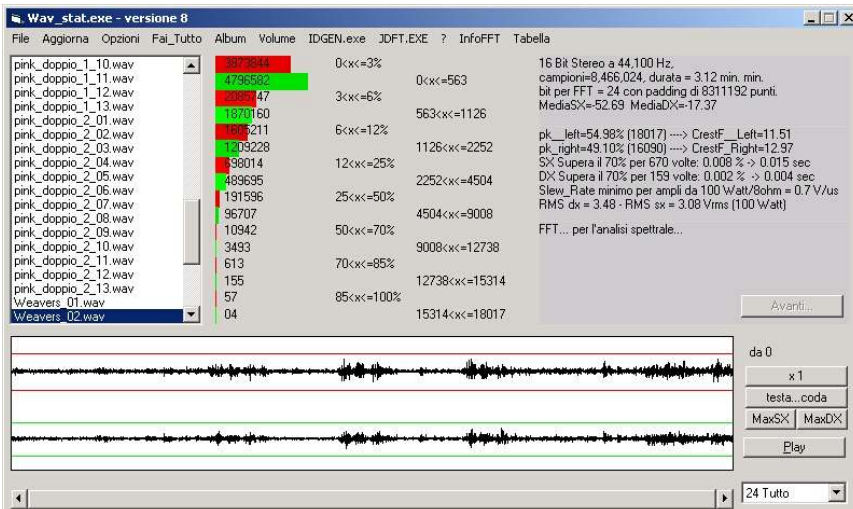 Wav_stat.exe - versione 8
File Aggiorna Opzioni Fai_Tutto Album Volume IDGEN.exe JDFT.EXE ? InfoFFT Tabella
pink_doppio_1_10.wav
pink_doppio_1_11.wav
pink_doppio_1_12.wav
pink_doppio_1_13.wav
pink_doppio_2_01.wav
pink_doppio_2_02.wav
pink_doppio_2_03.wav
pink_doppio_2_04.wav
pink_doppio_2_05.wav
pink_doppio_2_06.wav
pink_doppio_2_07.wav
pink_doppio_2_08.wav
pink_doppio_2_09.wav
pink_doppio_2_10.wav
pink_doppio_2_11.wav
pink_doppio_2_12.wav
pink_doppio_2_13.wav
Weavers_01.wav
Weavers_02.wav
3873844 0<x<=3%
4796582 0<x<=563
2085747 3<x<=6%
1870160 563<x<=1126
1605211 6<x<=12%
1209228 1126<x<=2252
698014 12<x<=25%
489695 2252<x<=4504
191596 25<x<=50%
96707 4504<x<=9008
10942 50<x<=70%
3493 9008<x<=12738
613 70<x<=85%
155 12738<x<=15314
57 85<x<=100%
04 15314<x<=18017
16 Bit Stereo a 44,100 Hz,
campioni=8,466,024, durata = 3.12 min. min.
bit per FFT = 24 con padding di 8311192 punti.
MediaSX=-52.69 MediaDX=-17.37
pk__left=54.98% (18017) ----> CrestF__Left=11.51
pk_right=49.10% (16090) ----> CrestF_Right=12.97
SX Supera il 70% per 670 volte: 0.008 % -> 0.015 sec
DX Supera il 70% per 159 volte: 0.002 % -> 0.004 sec
Slew_Rate minimo per ampli da 100 Watt/8ohm = 0.7 V/us
RMS dx = 3.48 - RMS sx = 3.08 Vrms (100 Watt)
FFT... per l'analisi spettrale...
Avanti...
da 0
x 1
testa...coda
MaxSX MaxDX
Play
24 Tutto